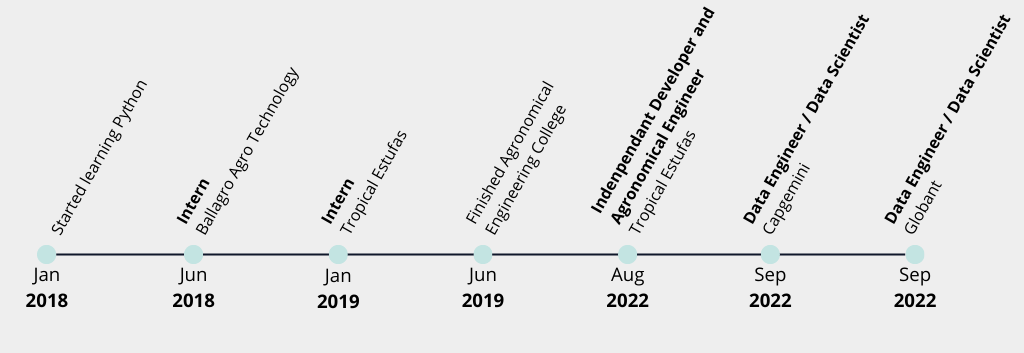 Started learning Python
Jan
2018
Intern
Ballagro Agro Technology
Jun
2018
Intern
Tropical Estufas
Jan
2019
Finished Agronomical
Engineering College
Jun
2019
Indenpendant Developer and
Agronomical Engineer
Tropical Estufas
Aug
2022
Data Engineer / Data Scientist
Capgemini
Sep
2022
Data Engineer / Data Scientist
Globant
Sep
2022